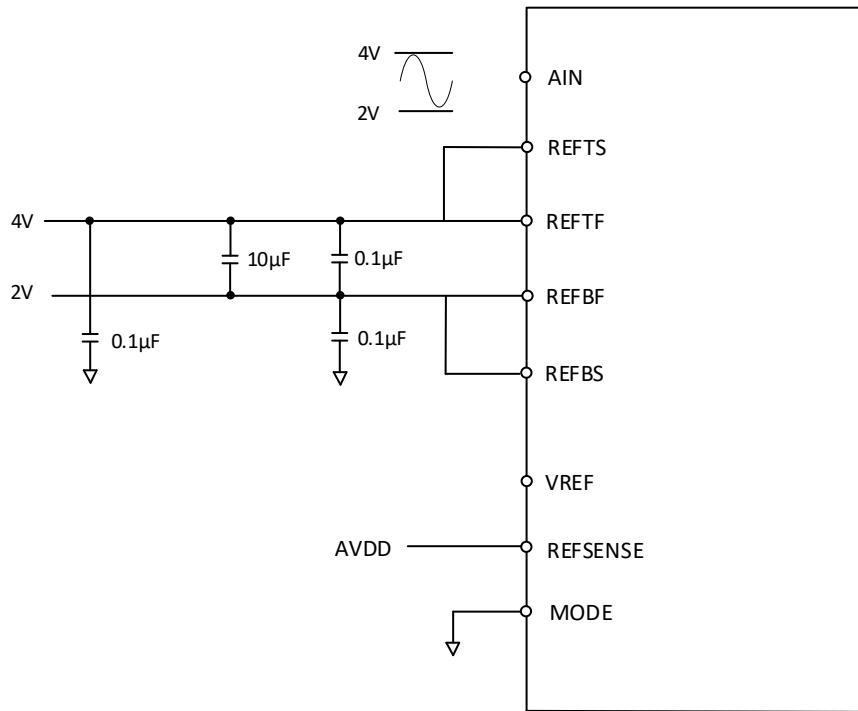 4V
AIN
2V
REFTS
4V
REFTF
10µF
0.1µF
2V
REFBF
0.1µF
0.1µF
REFBS
VREF
AVDD
REFSENSE
MODE